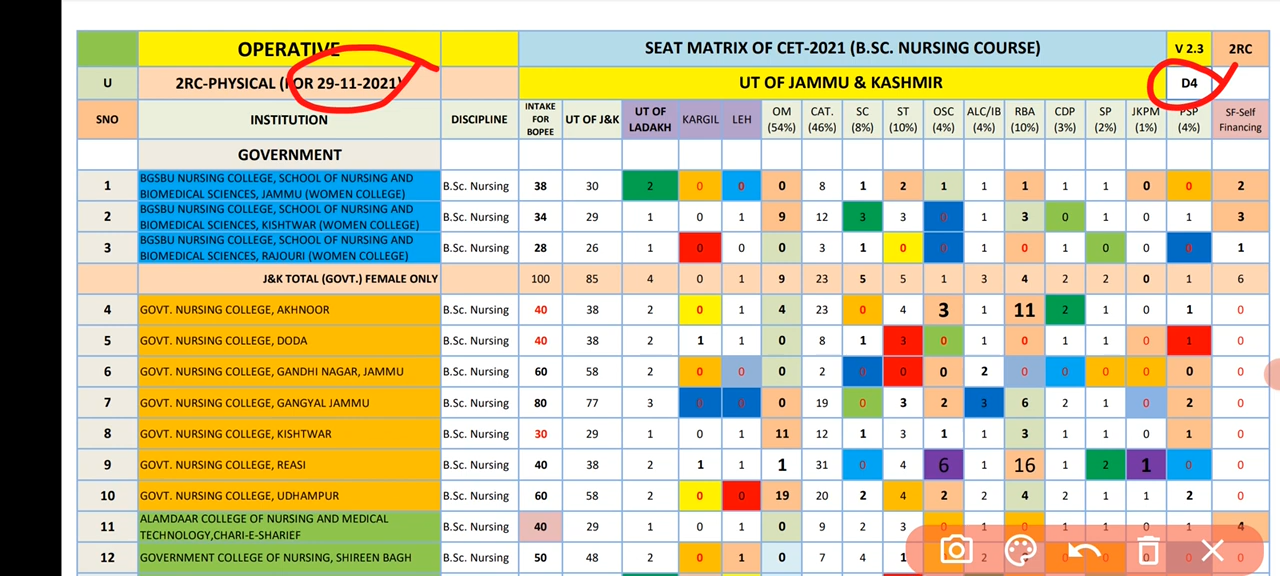 OPERATIVE SEAT MATRIX OF CET-2021 (B.SC. NURSING COURSE) V 2.3 2RC
U 2RC-PHYSICAL (FOR 29-11-2021) UT OF JAMMU & KASHMIR D4
SNO INSTITUTION DISCIPLINE INTAKE FOR BOPEE UT OF J&K UT OF LADAKH KARGIL LEH OM (54%) CAT. (46%) SC (8%) ST (10%) OSC (4%) ALC/IB (4%) RBA (10%) CDP (3%) SP (2%) JKPM (1%) PSP (4%) SF-Self Financing
GOVERNMENT
1 BGSBU NURSING COLLEGE, SCHOOL OF NURSING AND BIOMEDICAL SCIENCES, JAMMU (WOMEN COLLEGE) B.Sc. Nursing 38 30 2 0 0 0 8 1 2 1 1 1 1 1 0 0 2
2 BGSBU NURSING COLLEGE, SCHOOL OF NURSING AND BIOMEDICAL SCIENCES, KISHTWAR (WOMEN COLLEGE) B.Sc. Nursing 34 29 1 0 1 9 12 3 3 0 1 3 0 1 0 1 3
3 BGSBU NURSING COLLEGE, SCHOOL OF NURSING AND BIOMEDICAL SCIENCES, RAJOURI (WOMEN COLLEGE) B.Sc. Nursing 28 26 1 0 0 0 3 1 0 0 1 0 1 0 0 0 1
J&K TOTAL (GOVT.) FEMALE ONLY 100 85 4 0 1 9 23 5 5 1 3 4 2 2 0 1 6
4 GOVT. NURSING COLLEGE, AKHNOOR B.Sc. Nursing 40 38 2 0 1 4 23 0 4 3 1 11 2 1 0 1 0
5 GOVT. NURSING COLLEGE, DODA B.Sc. Nursing 40 38 2 1 1 0 8 1 3 0 1 0 1 1 0 1 0
6 GOVT. NURSING COLLEGE, GANDHI NAGAR, JAMMU B.Sc. Nursing 60 58 2 0 0 0 2 0 0 0 2 0 0 0 0 0 0
7 GOVT. NURSING COLLEGE, GANGYAL JAMMU B.Sc. Nursing 80 77 3 0 0 0 19 0 3 2 3 6 2 1 0 2 0
8 GOVT. NURSING COLLEGE, KISHTWAR B.Sc. Nursing 30 29 1 0 1 11 12 1 3 1 1 3 1 1 0 1 0
9 GOVT. NURSING COLLEGE, REASI B.Sc. Nursing 40 38 2 1 1 1 31 0 4 6 1 16 1 2 1 0 0
10 GOVT. NURSING COLLEGE, UDHAMPUR B.Sc. Nursing 60 58 2 0 0 19 20 2 4 2 2 4 2 1 1 2 0
11 ALAMDAAR COLLEGE OF NURSING AND MEDICAL TECHNOLOGY,CHARI-E-SHARIEF B.Sc. Nursing 40 29 1 0 1 0 9 2 3 0 1 0 1 1 0 1 4
12 GOVERNMENT COLLEGE OF NURSING, SHIREEN BAGH B.Sc. Nursing 50 48 2 0 1 0 7 4 1 2